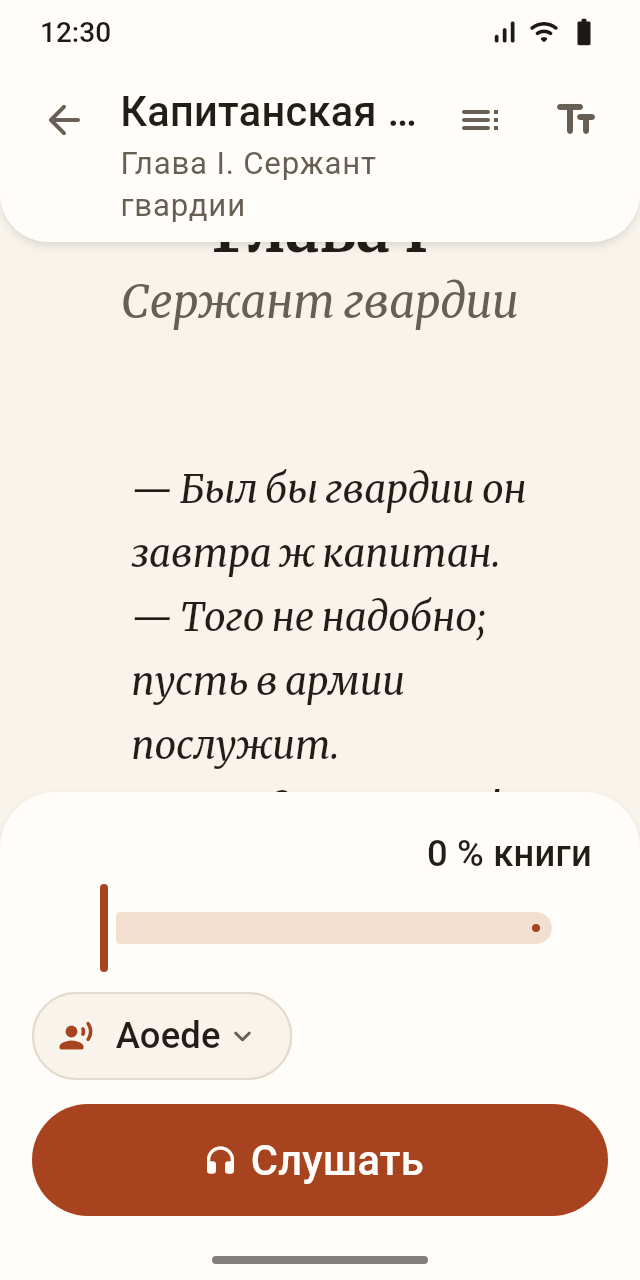 12:30
Капитанская ...
Глава I. Сержант
гвардии
Глава I
Сержант гвардии
— Был бы гвардии он
завтра ж капитан.
— Того не надобно;
пусть в армии
послужит.
0 % книги
Aoede
Слушать